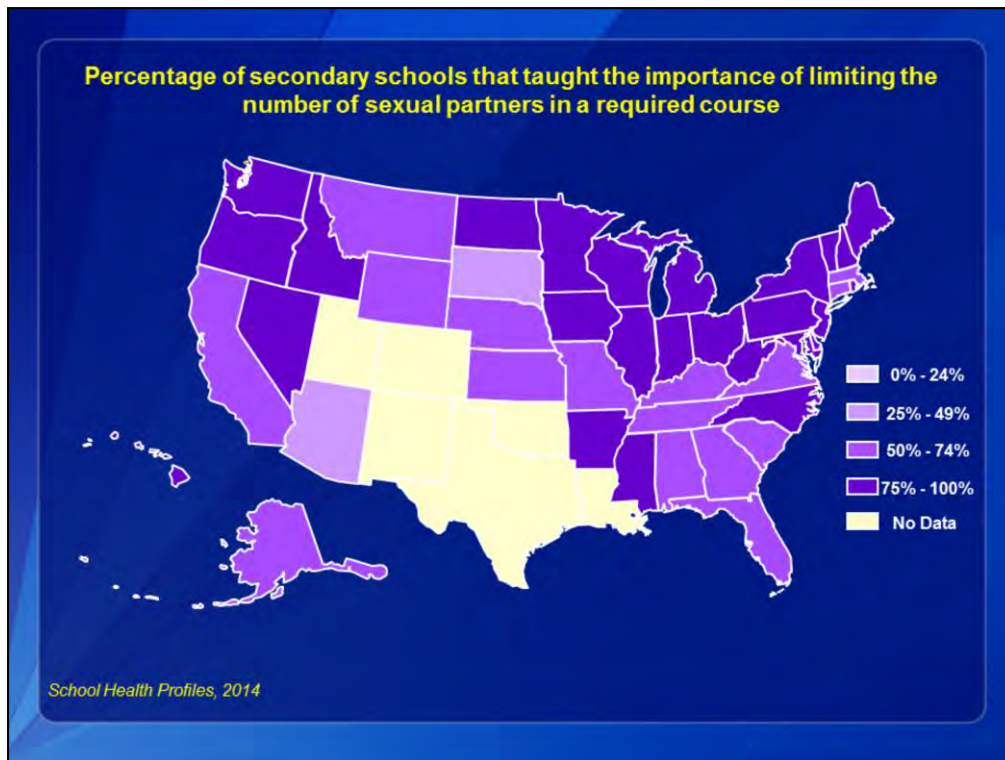 Percentage of secondary schools that taught the importance of limiting the
number of sexual partners in a required course
0% - 24%
25% - 49%
50% - 74%
75% - 100%
No Data
School Health Profiles, 2014